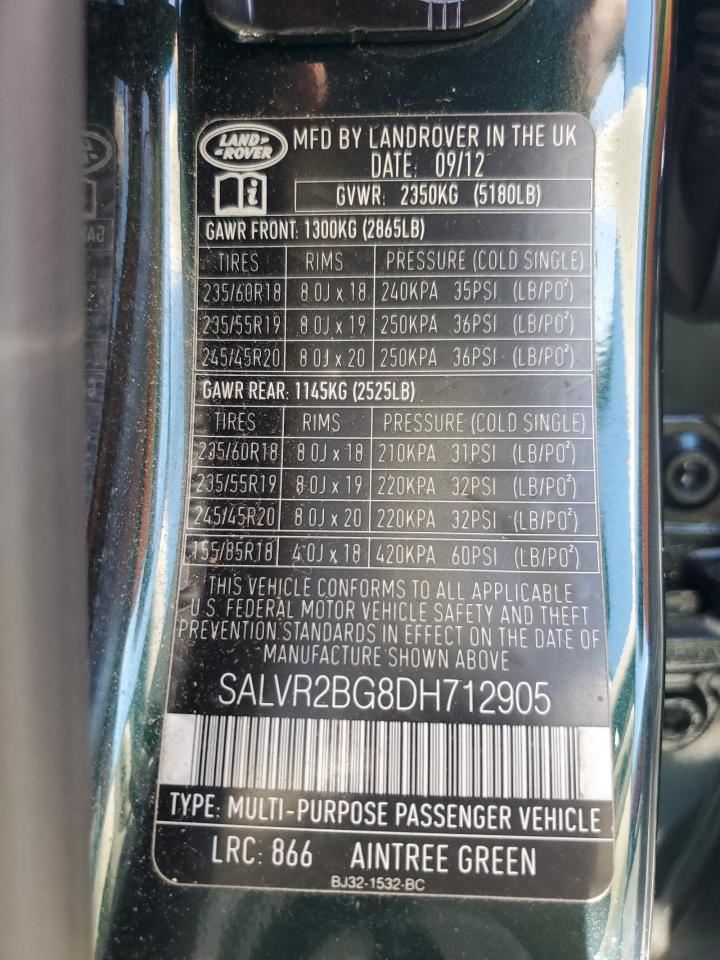 LAND-
-ROVER
MFD BY LANDROVER IN THE UK
DATE: 09/12
i
GVWR: 2350KG (5180LB)
GAWR FRONT: 1300KG (2865LB)
TIRES RIMS PRESSURE (COLD SINGLE)
235/60R18 8.0J x 18 240KPA 35PSI (LB/PO²)
235/55R19 8.0J x 19 250KPA 36PSI (LB/PO²)
245/45R20 8.0J x 20 250KPA 36PSI (LB/PO²)
GAWR REAR: 1145KG (2525LB)
TIRES RIMS PRESSURE (COLD SINGLE)
235/60R18 8.0J x 18 210KPA 31PSI (LB/PO²)
235/55R19 8.0J x 19 220KPA 32PSI (LB/PO²)
245/45R20 8.0J x 20 220KPA 32PSI (LB/PO²)
155/85R18 4.0J x 18 420KPA 60PSI (LB/PO²)
THIS VEHICLE CONFORMS TO ALL APPLICABLE
U.S. FEDERAL MOTOR VEHICLE SAFETY AND THEFT
PREVENTION STANDARDS IN EFFECT ON THE DATE OF
MANUFACTURE SHOWN ABOVE
SALVR2BG8DH712905
TYPE: MULTI-PURPOSE PASSENGER VEHICLE
LRC: 866 AINTREE GREEN
BJ32-1532-BC